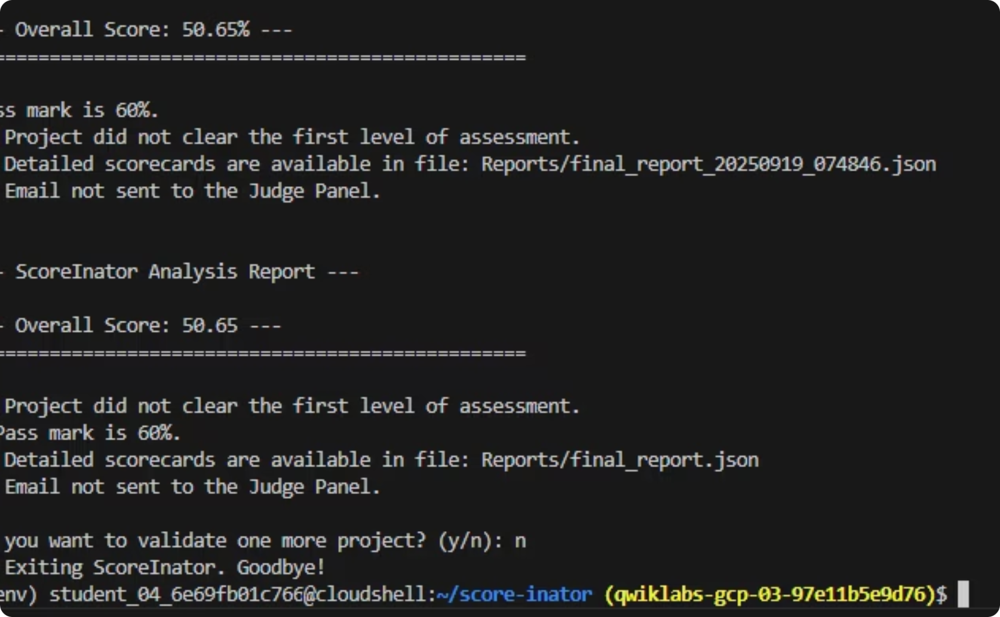 - Overall Score: 50.65% ---
===============================================
ss mark is 60%.
Project did not clear the first level of assessment.
Detailed scorecards are available in file: Reports/final_report_20250919_074846.json
Email not sent to the Judge Panel.
- ScoreInator Analysis Report ---
- Overall Score: 50.65 ---
===============================================
Project did not clear the first level of assessment.
Pass mark is 60%.
Detailed scorecards are available in file: Reports/final_report.json
Email not sent to the Judge Panel.
you want to validate one more project? (y/n): n
Exiting ScoreInator. Goodbye!
env) student_04_6e69fb01c766@cloudshell:~/score-inator (qwiklabs-gcp-03-97e11b5e9d76)$